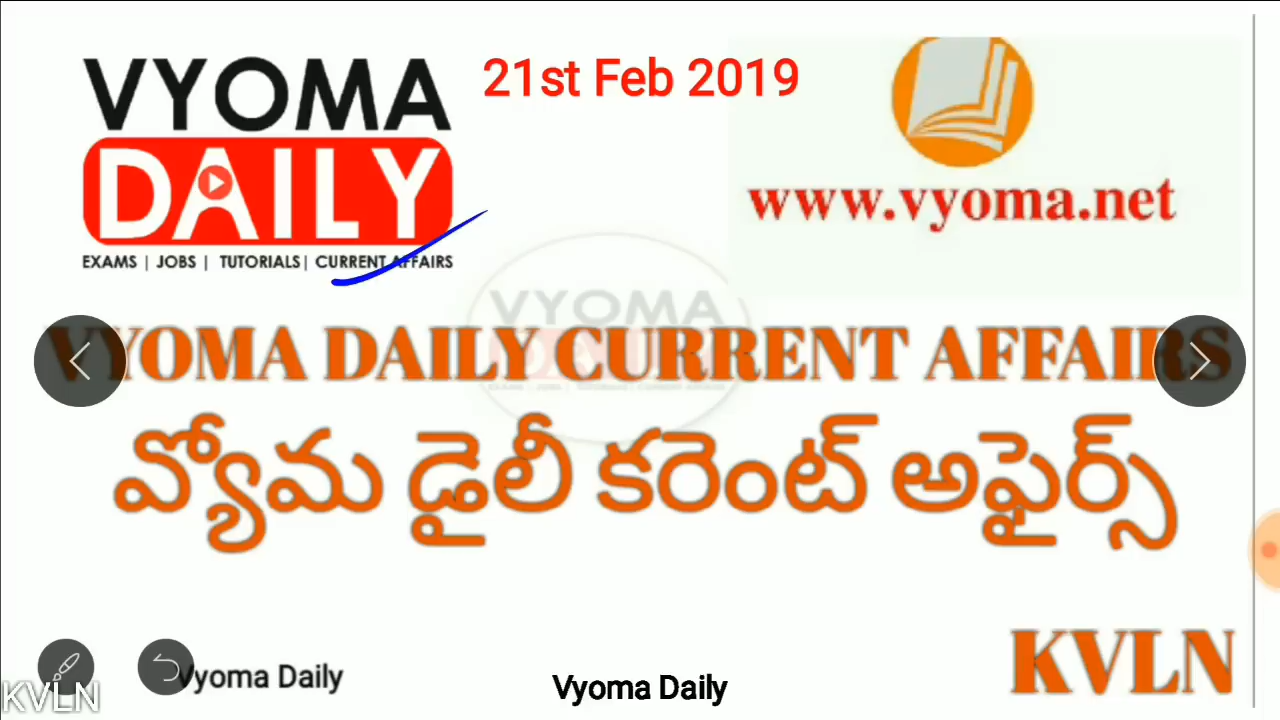 VYOMA
DAILY
EXAMS | JOBS | TUTORIALS | CURRENT AFFAIRS
21st Feb 2019
www.vyoma.net
VYOMA
VYOMA DAILY CURRENT AFFAIRS
వ్యోమ డైలీ కరెంట్ అఫైర్స్
KVLN
Vyoma Daily
Vyoma Daily
KVLN